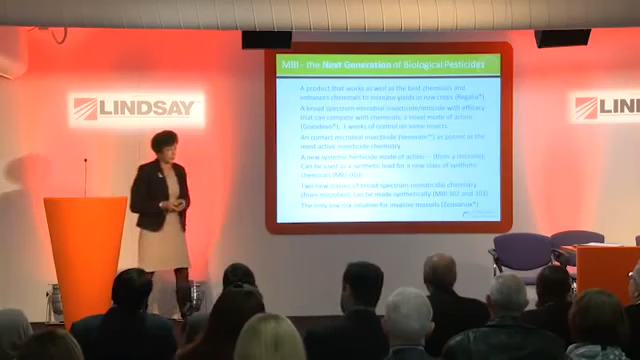 MBI - the Next Generation of Biological Pesticides
LINDSAY
LINDSAY
A product that works as well as the best chemicals and
enhances chemicals to increase yields in row crops (Regalia®)
A broad spectrum microbial insecticide/miticide with efficacy
that can compete with chemicals; a novel mode of action
(Grandevo®). 3 weeks of control on some insects.
An contact microbial insecticide (Venerate™) as potent as the
most active insecticide chemistry
A new systemic herbicide mode of action – (from a microbe).
Can be used as a synthetic lead for a new class of synthetic
chemicals (MBI
Two new classes of broad spectrum nematicidal chemistry
(from microbes); can be made synthetically (MBI 302 and 303)
The only low risk solution for invasive mussels (Zequanox®)